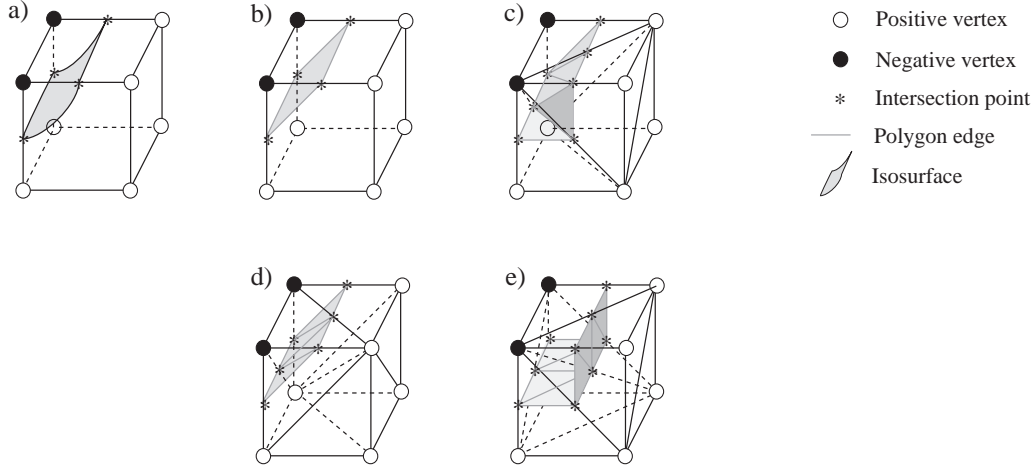 a)
b)
c)
Positive vertex
Negative vertex
Intersection point
Polygon edge
Isosurface
d)
e)